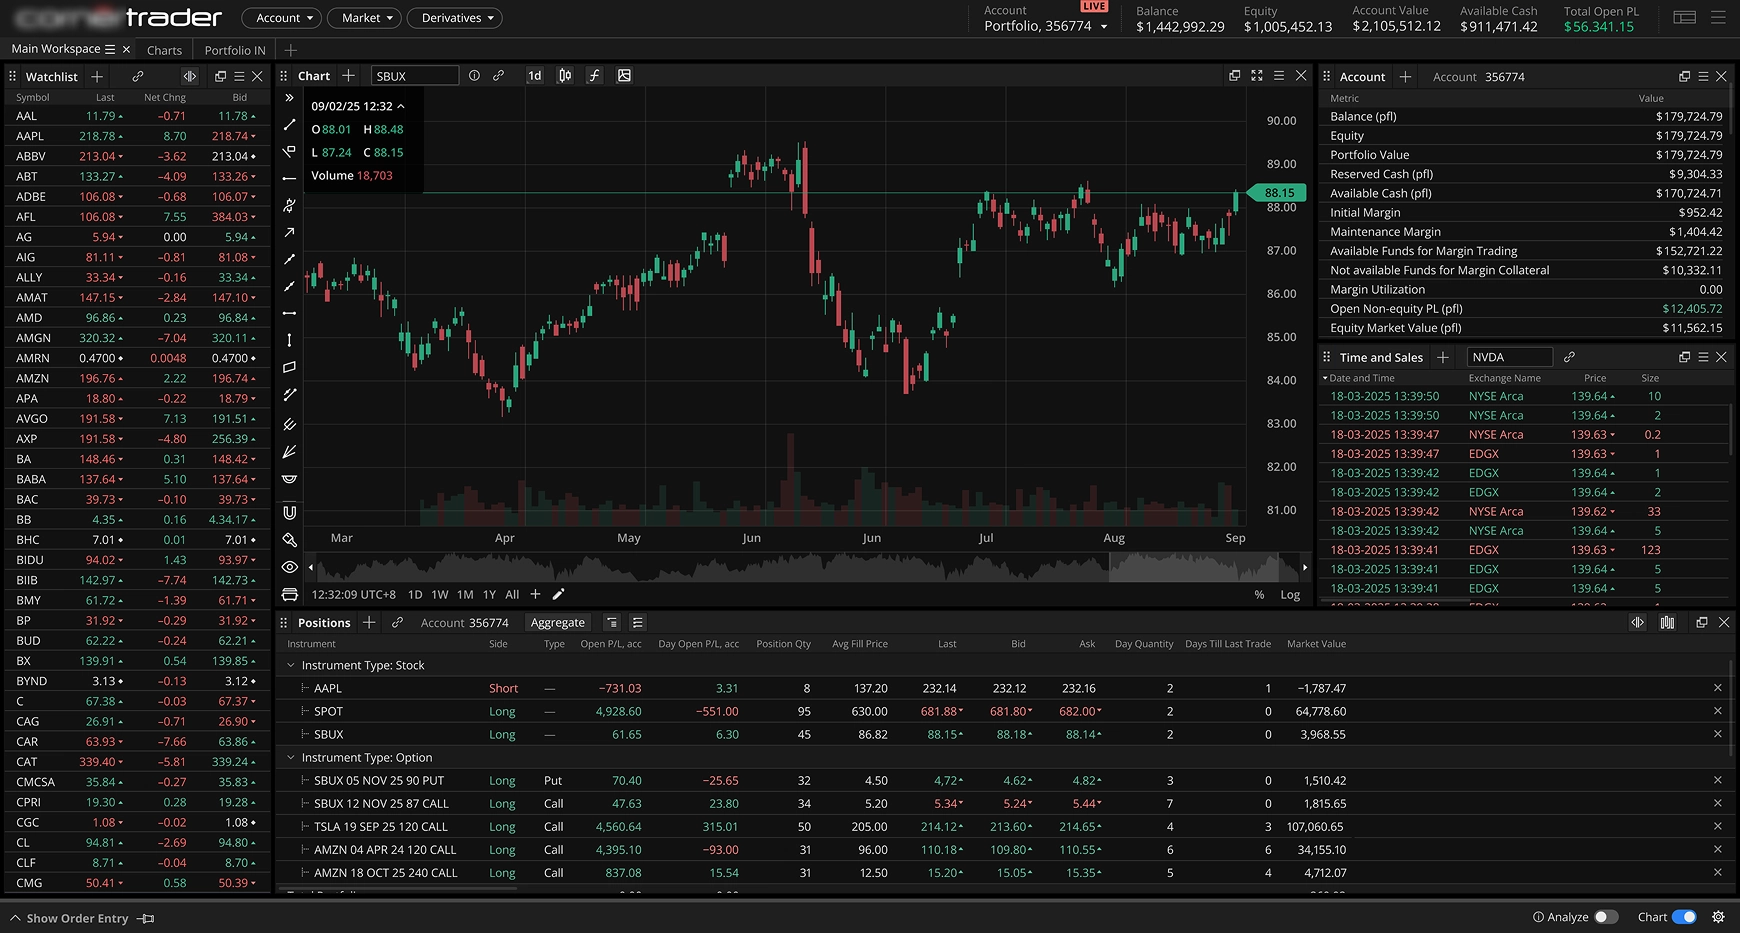 trader
Account
Market
Derivatives
Account LIVE
Portfolio, 356774
Balance
$1,442,992.29
Equity
$1,005,452.13
Account Value
$2,105,512.12
Available Cash
$911,471.42
Total Open PL
$56.341.15
Main Workspace
Charts
Portfolio IN
Watchlist
Symbol Last Net Chng Bid
AAL 11.79 −0.71 11.78
AAPL 218.78 8.70 218.74
ABBV 213.04 −3.62 213.04
ABT 133.27 −4.09 133.26
ADBE 106.08 −0.68 106.07
AFL 106.08 7.55 384.03
AG 5.94 0.00 5.94
AIG 81.11 −0.81 81.08
ALLY 33.34 −0.16 33.34
AMAT 147.15 −2.84 147.10
AMD 96.86 0.23 96.84
AMGN 320.32 −7.04 320.11
AMRN 0.4700 0.0048 0.4700
AMZN 196.76 2.22 196.74
APA 18.80 −0.22 18.79
AVGO 191.58 7.13 191.51
AXP 191.58 −4.80 256.39
BA 148.46 0.31 148.42
BABA 137.64 5.10 137.64
BAC 39.73 −0.10 39.73
BB 4.35 0.16 4.34.17
BHC 7.01 0.01 7.01
BIDU 94.02 1.43 93.97
BIIB 142.97 −7.74 142.73
BMY 61.72 −1.39 61.71
BP 31.92 −0.29 31.92
BUD 62.22 −0.24 62.21
BX 139.91 0.54 139.85
BYND 3.13 −0.13 3.12
C 67.38 −0.03 67.37
CAG 26.91 −0.71 26.90
CAR 63.93 −7.66 63.86
CAT 339.40 −5.81 339.24
CMCSA 35.84 −0.27 35.83
CPRI 19.30 0.28 19.28
CGC 1.08 −0.02 1.08
CL 94.81 −2.69 94.80
CLF 8.71 −0.04 8.70
CMG 50.41 0.58 50.39
Chart
SBUX
1d
09/02/25 12:32
O 88.01 H 88.48
L 87.24 C 88.15
Volume 18,703
90.00
89.00
88.15
88.00
87.00
86.00
85.00
84.00
83.00
82.00
81.00
Mar Apr May Jun Jun Jul Aug Sep
12:32:09 UTC+8 1D 1W 1M 1Y All
% Log
Account
Account 356774
Metric Value
Balance (pfl) $179,724.79
Equity $179,724.79
Portfolio Value $179,724.79
Reserved Cash (pfl) $9,304.33
Available Cash (pfl) $170,724.71
Initial Margin $952.42
Maintenance Margin $1,404.42
Available Funds for Margin Trading $152,721.22
Not available Funds for Margin Collateral $10,332.11
Margin Utilization 0.00
Open Non-equity PL (pfl) $12,405.72
Equity Market Value (pfl) $11,562.15
Time and Sales
NVDA
Date and Time Exchange Name Price Size
18-03-2025 13:39:50 NYSE Arca 139.64 10
18-03-2025 13:39:50 NYSE Arca 139.64 2
18-03-2025 13:39:47 NYSE Arca 139.63 0.2
18-03-2025 13:39:47 EDGX 139.63 1
18-03-2025 13:39:42 EDGX 139.64 1
18-03-2025 13:39:42 EDGX 139.64 2
18-03-2025 13:39:42 NYSE Arca 139.62 33
18-03-2025 13:39:42 NYSE Arca 139.64 5
18-03-2025 13:39:41 EDGX 139.63 123
18-03-2025 13:39:41 EDGX 139.64 5
18-03-2025 13:39:41 EDGX 139.64 5
Positions
Account 356774
Aggregate
Instrument Side Type Open P/L, acc Day Open P/L, acc Position Qty Avg Fill Price Last Bid Ask Day Quantity Days Till Last Trade Market Value
Instrument Type: Stock
AAPL Short — −731.03 3.31 8 137.20 232.14 232.12 232.16 2 1 −1,787.47
SPOT Long — 4,928.60 −551.00 95 630.00 681.88 681.80 682.00 2 0 64,778.60
SBUX Long — 61.65 6.30 45 86.82 88.15 88.18 88.14 2 0 3,968.55
Instrument Type: Option
SBUX 05 NOV 25 90 PUT Long Put 70.40 −25.65 32 4.50 4,72 4.62 4.82 3 0 1,510.42
SBUX 12 NOV 25 87 CALL Long Call 47.63 23.80 34 5.20 5.34 5.24 5.44 7 0 1,815.65
TSLA 19 SEP 25 120 CALL Long Call 4,560.64 315.01 50 205.00 214.12 213.60 214.65 4 3 107,060.65
AMZN 04 APR 24 120 CALL Long Call 4,395.10 −93.00 31 96.00 110.18 109.80 110.55 6 6 34,155.10
AMZN 18 OCT 25 240 CALL Long Call 837.08 15.54 31 12.50 15.20 15.05 15.35 5 4 4,712.07
Show Order Entry
Analyze
Chart